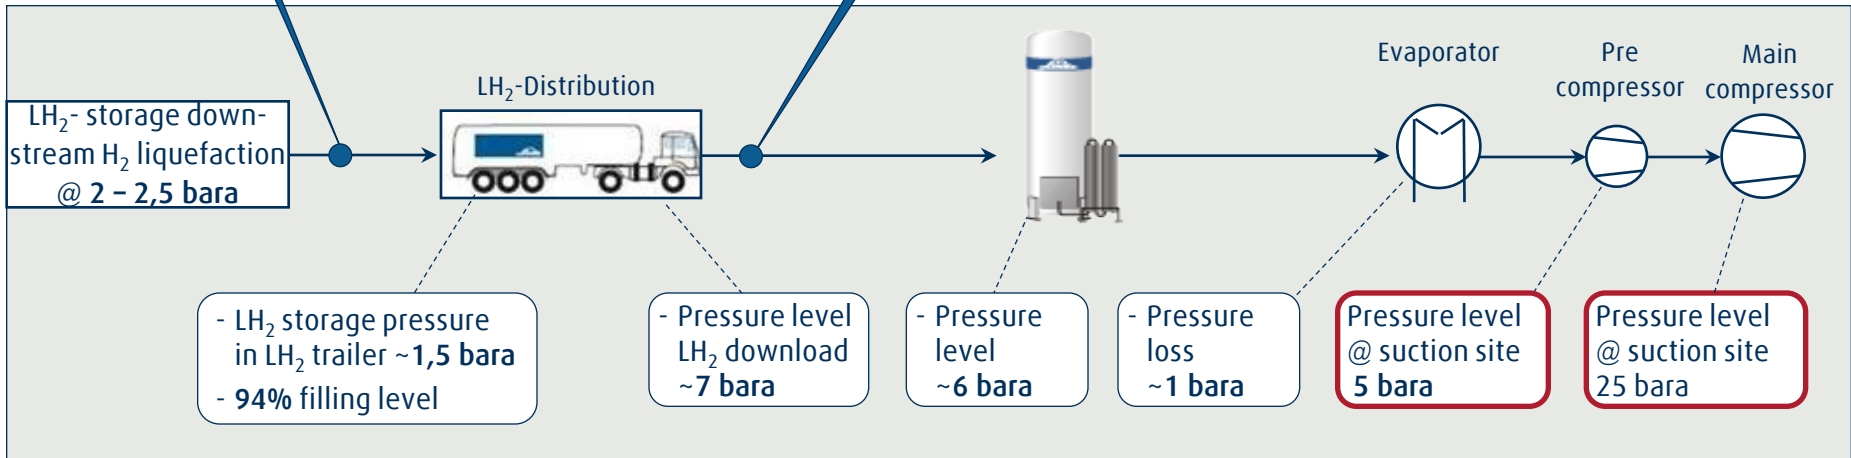 LH₂- storage down-
stream H₂ liquefaction
@ 2 – 2,5 bara
LH₂-Distribution
Evaporator
Pre
compressor
Main
compressor
- LH₂ storage pressure
in LH₂ trailer ~1,5 bara
- 94% filling level
- Pressure level
LH₂ download
~7 bara
- Pressure
level
~6 bara
- Pressure
loss
~1 bara
Pressure level
@ suction site
5 bara
Pressure level
@ suction site
25 bara